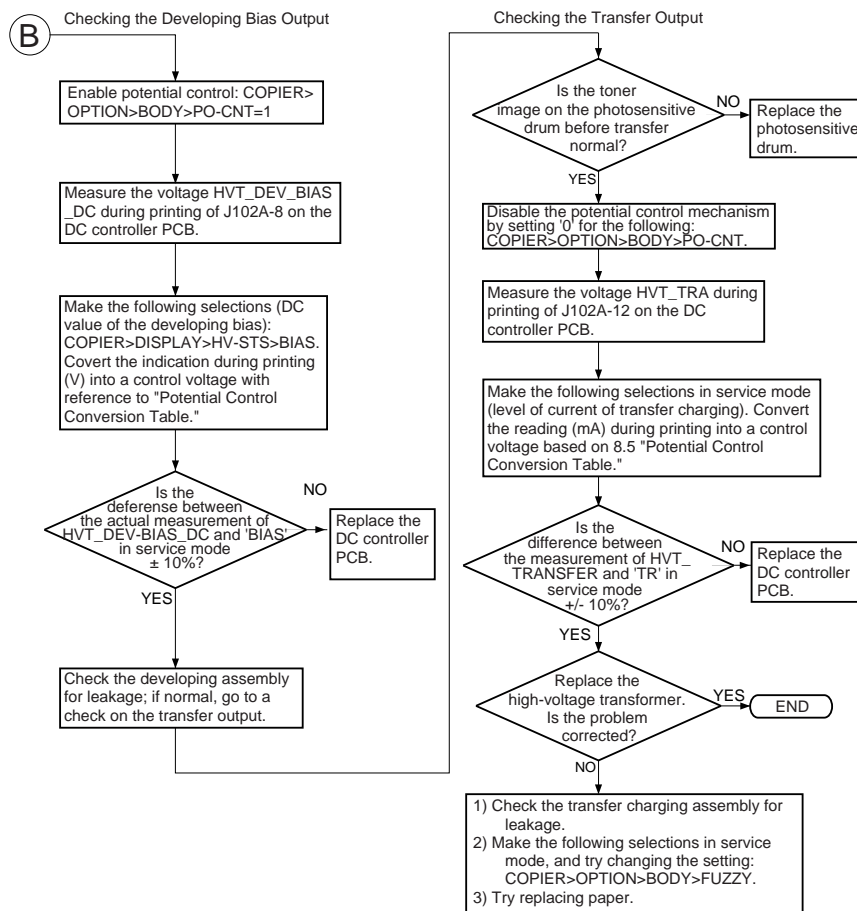 Checking the Developing Bias Output
B
Enable potential control: COPIER>
OPTION>BODY>PO-CNT=1
Measure the voltage HVT_DEV_BIAS
_DC during printing of J102A-8 on the
DC controller PCB.
Make the following selections (DC
value of the developing bias):
COPIER>DISPLAY>HV-STS>BIAS.
Covert the indication during printing
(V) into a control voltage with
reference to "Potential Control
Conversion Table."
Is the
deferense between
the actual measurement of
HVT_DEV-BIAS_DC and 'BIAS'
in service mode
± 10%?
NO
Replace the
DC controller
PCB.
YES
Check the developing assembly
for leakage; if normal, go to a
check on the transfer output.
Checking the Transfer Output
Is the toner
image on the photosensitive
drum before transfer
normal?
NO
Replace the
photosensitive
drum.
YES
Disable the potential control mechanism
by setting '0' for the following:
COPIER>OPTION>BODY>PO-CNT.
Measure the voltage HVT_TRA during
printing of J102A-12 on the DC
controller PCB.
Make the following selections in service mode
(level of current of transfer charging). Convert
the reading (mA) during printing into a control
voltage based on 8.5 "Potential Control
Conversion Table."
Is the
difference between
the measurement of HVT_
TRANSFER and 'TR' in
service mode
+/- 10%?
NO
Replace the
DC controller
PCB.
YES
Replace the
high-voltage transformer.
Is the problem
corrected?
YES
END
NO
1) Check the transfer charging assembly for
leakage.
2) Make the following selections in service
mode, and try changing the setting:
COPIER>OPTION>BODY>FUZZY.
3) Try replacing paper.